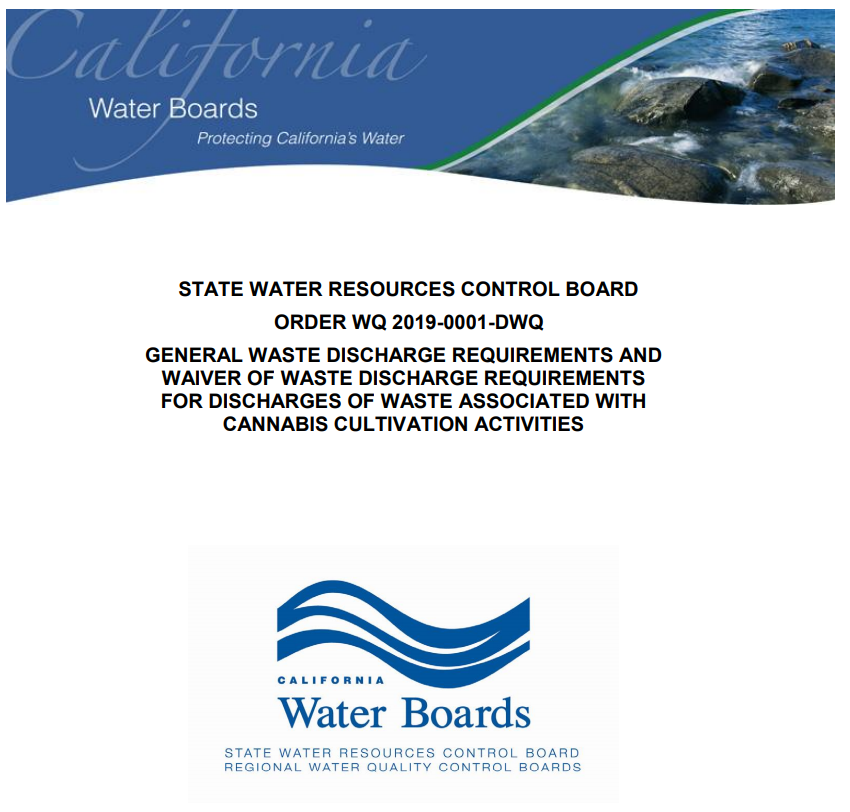 California
Water Boards
Protecting California's Water
STATE WATER RESOURCES CONTROL BOARD
ORDER WQ 2019-0001-DWQ
GENERAL WASTE DISCHARGE REQUIREMENTS AND
WAIVER OF WASTE DISCHARGE REQUIREMENTS
FOR DISCHARGES OF WASTE ASSOCIATED WITH
CANNABIS CULTIVATION ACTIVITIES
CALIFORNIA
Water Boards
STATE WATER RESOURCES CONTROL BOARD
REGIONAL WATER QUALITY CONTROL BOARDS